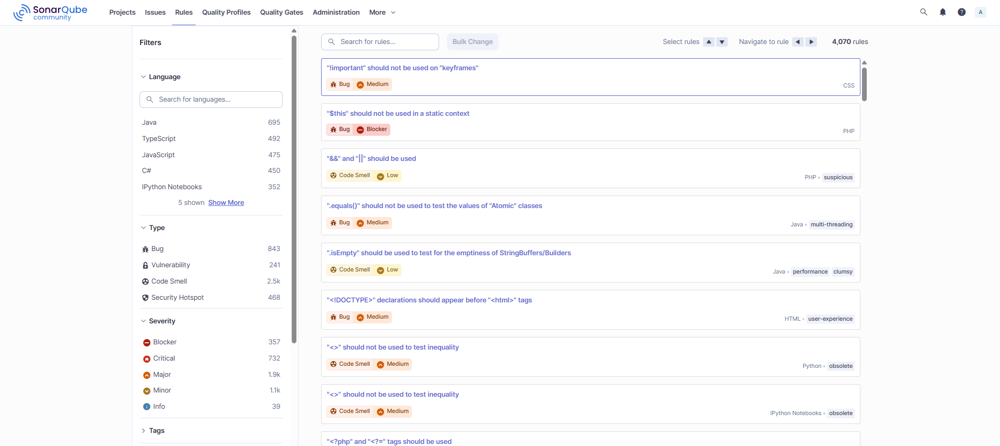 SonarQube community
Projects Issues Rules Quality Profiles Quality Gates Administration More
? A
Filters
Language
Search for languages...
Java 695
TypeScript 492
JavaScript 475
C# 450
IPython Notebooks 352
5 shown Show More
Type
Bug 843
Vulnerability 241
Code Smell 2.5k
Security Hotspot 468
Severity
Blocker 357
Critical 732
Major 1.9k
Minor 1.1k
Info 39
Tags
Search for rules... Bulk Change Select rules Navigate to rule 4,070 rules
"!important" should not be used on "keyframes"
Bug Medium CSS
"$this" should not be used in a static context
Bug Blocker PHP
"&&" and "||" should be used
Code Smell Low PHP • suspicious
".equals()" should not be used to test the values of "Atomic" classes
Bug Medium Java • multi-threading
".isEmpty" should be used to test for the emptiness of StringBuffers/Builders
Code Smell Low Java • performance clumsy
"<!DOCTYPE>" declarations should appear before "<html>" tags
Bug Medium HTML • user-experience
"<>" should not be used to test inequality
Code Smell Medium Python • obsolete
"<>" should not be used to test inequality
Code Smell Medium IPython Notebooks • obsolete
"<?php" and "<?=" tags should be used